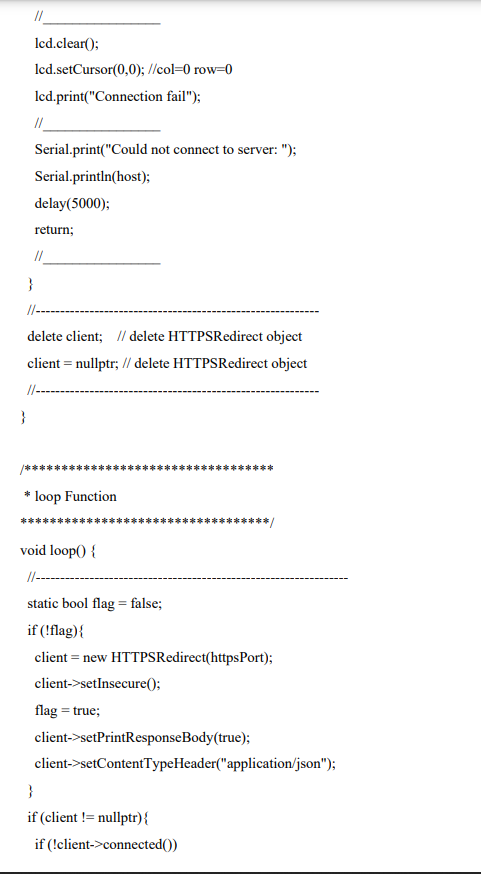 //_________________
lcd.clear();
lcd.setCursor(0,0); //col=0 row=0
lcd.print("Connection fail");
//_________________
Serial.print("Could not connect to server: ");
Serial.println(host);
delay(5000);
return;
//_________________
}
//------------------------------------------------------------
delete client;    // delete HTTPSRedirect object
client = nullptr; // delete HTTPSRedirect object
//------------------------------------------------------------
}
/**********************************
* loop Function
**********************************/
void loop() {
//------------------------------------------------------------------
static bool flag = false;
if (!flag){
client = new HTTPSRedirect(httpsPort);
client->setInsecure();
flag = true;
client->setPrintResponseBody(true);
client->setContentTypeHeader("application/json");
}
if (client != nullptr){
if (!client->connected())